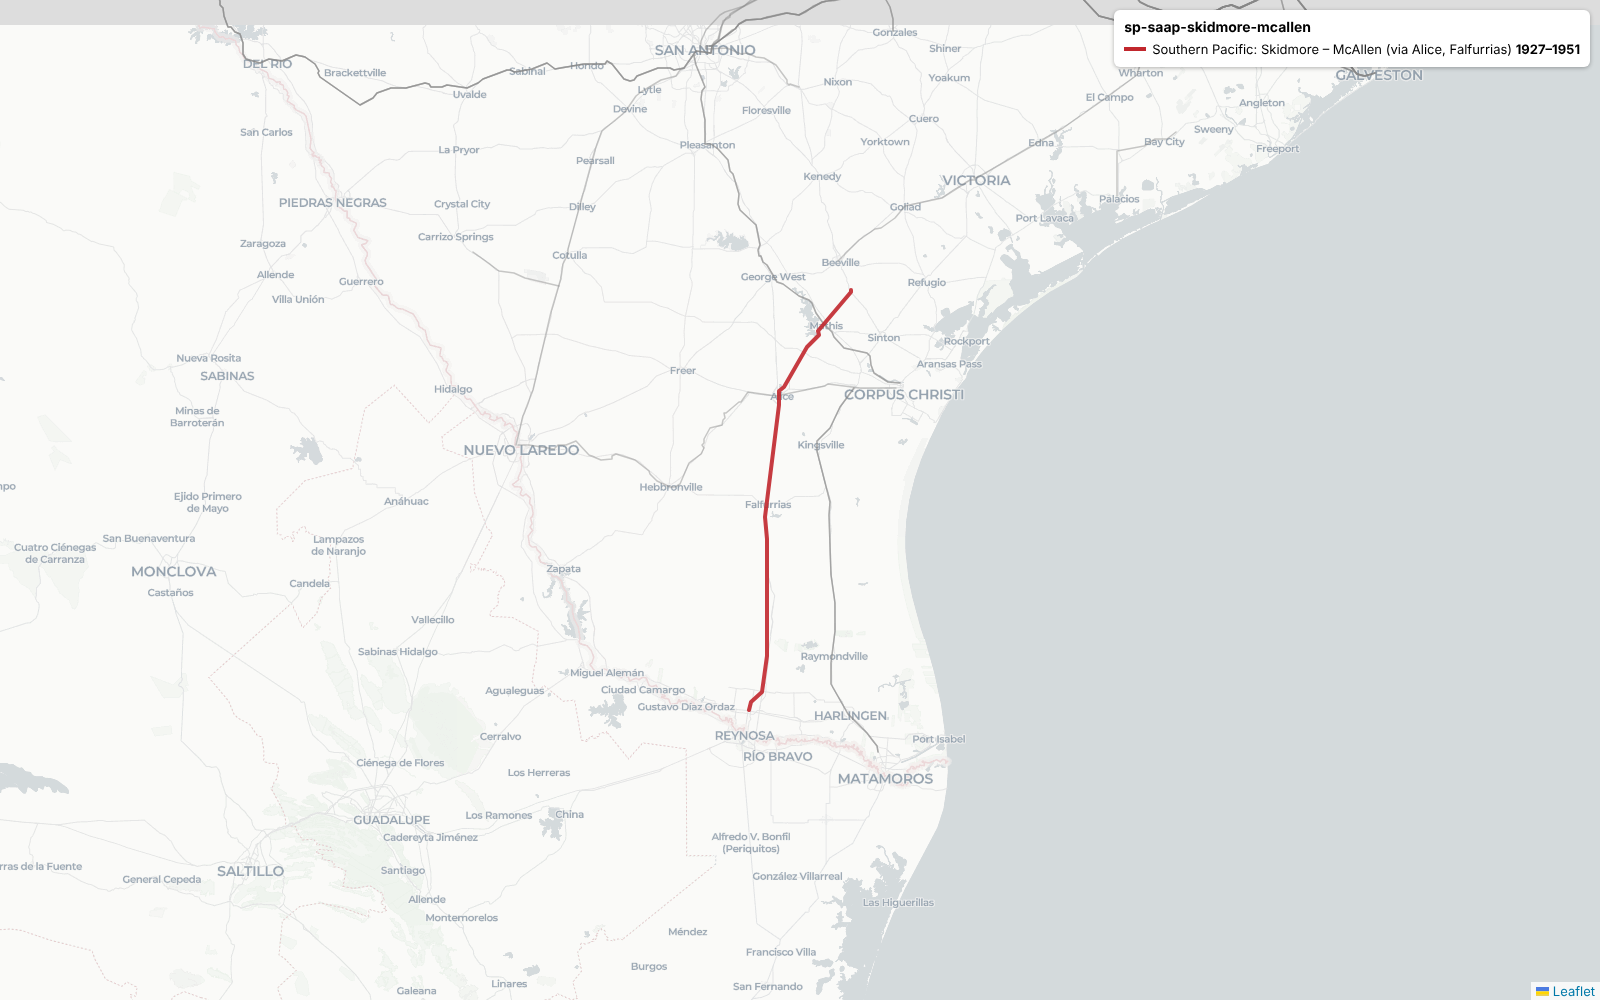 sp-saap-skidmore-mcallen
Southern Pacific: Skidmore – McAllen (via Alice, Falfurrias) 1927–1951
Gonzales
SAN ANTONIO
Shiner
DEL RIO
Brackettville
Sabinal
Hondo
Wharton
GALVESTON
Uvalde
Lytle
Nixon
Yoakum
El Campo
Devine
Floresville
Angleton
San Carlos
Cuero
Sweeny
Pleasanton
Yorktown
Edna
Bay City
Freeport
La Pryor
Pearsall
Kenedy
VICTORIA
PIEDRAS NEGRAS
Crystal City
Dilley
Goliad
Palacios
Port Lavaca
Zaragoza
Carrizo Springs
Cotulla
Beeville
Allende
Guerrero
George West
Refugio
Villa Unión
Mathis
Sinton
Rockport
Nueva Rosita
Aransas Pass
SABINAS
Freer
Hidalgo
Alice
CORPUS CHRISTI
Minas de
Barroterán
Kingsville
NUEVO LAREDO
Hebbronville
Ejido Primero
de Mayo
Anáhuac
Falfurrias
San Buenaventura
Lampazos
de Naranjo
Cuatro Ciénegas
de Carranza
MONCLOVA
Zapata
Candela
Castaños
Vallecillo
Sabinas Hidalgo
Raymondville
Miguel Alemán
Agualeguas
Ciudad Camargo
Gustavo Díaz Ordaz
HARLINGEN
REYNOSA
Cerralvo
Port Isabel
RÍO BRAVO
Ciénega de Flores
Los Herreras
MATAMOROS
GUADALUPE
Los Ramones
China
Cadereyta Jiménez
Alfredo V. Bonfil
(Periquitos)
SALTILLO
Santiago
rras de la Fuente
General Cepeda
González Villarreal
Allende
Las Higuerillas
Montemorelos
Méndez
Francisco Villa
Burgos
Linares
San Fernando
Galeana
Leaflet